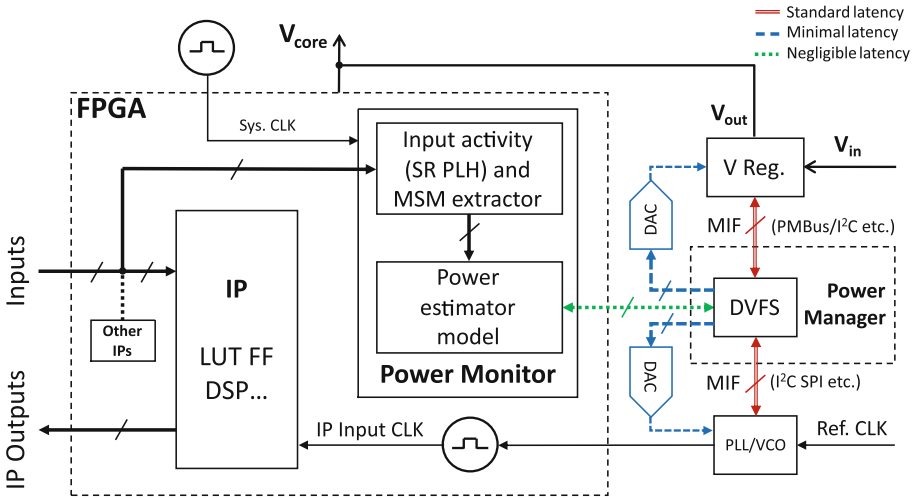 Standard latency
Minimal latency
Negligible latency
V_core
FPGA
Sys. CLK
Input activity
(SR PLH) and
MSM extractor
V_out
V_in
V Reg.
DAC
MIF
(PMBus/I²C etc.)
Inputs
IP
LUT FF
DSP...
Other
IPs
Power
estimator
model
Power Monitor
DVFS
Power
Manager
DAC
MIF
(I²C SPI etc.)
IP Outputs
IP Input CLK
PLL/VCO
Ref. CLK